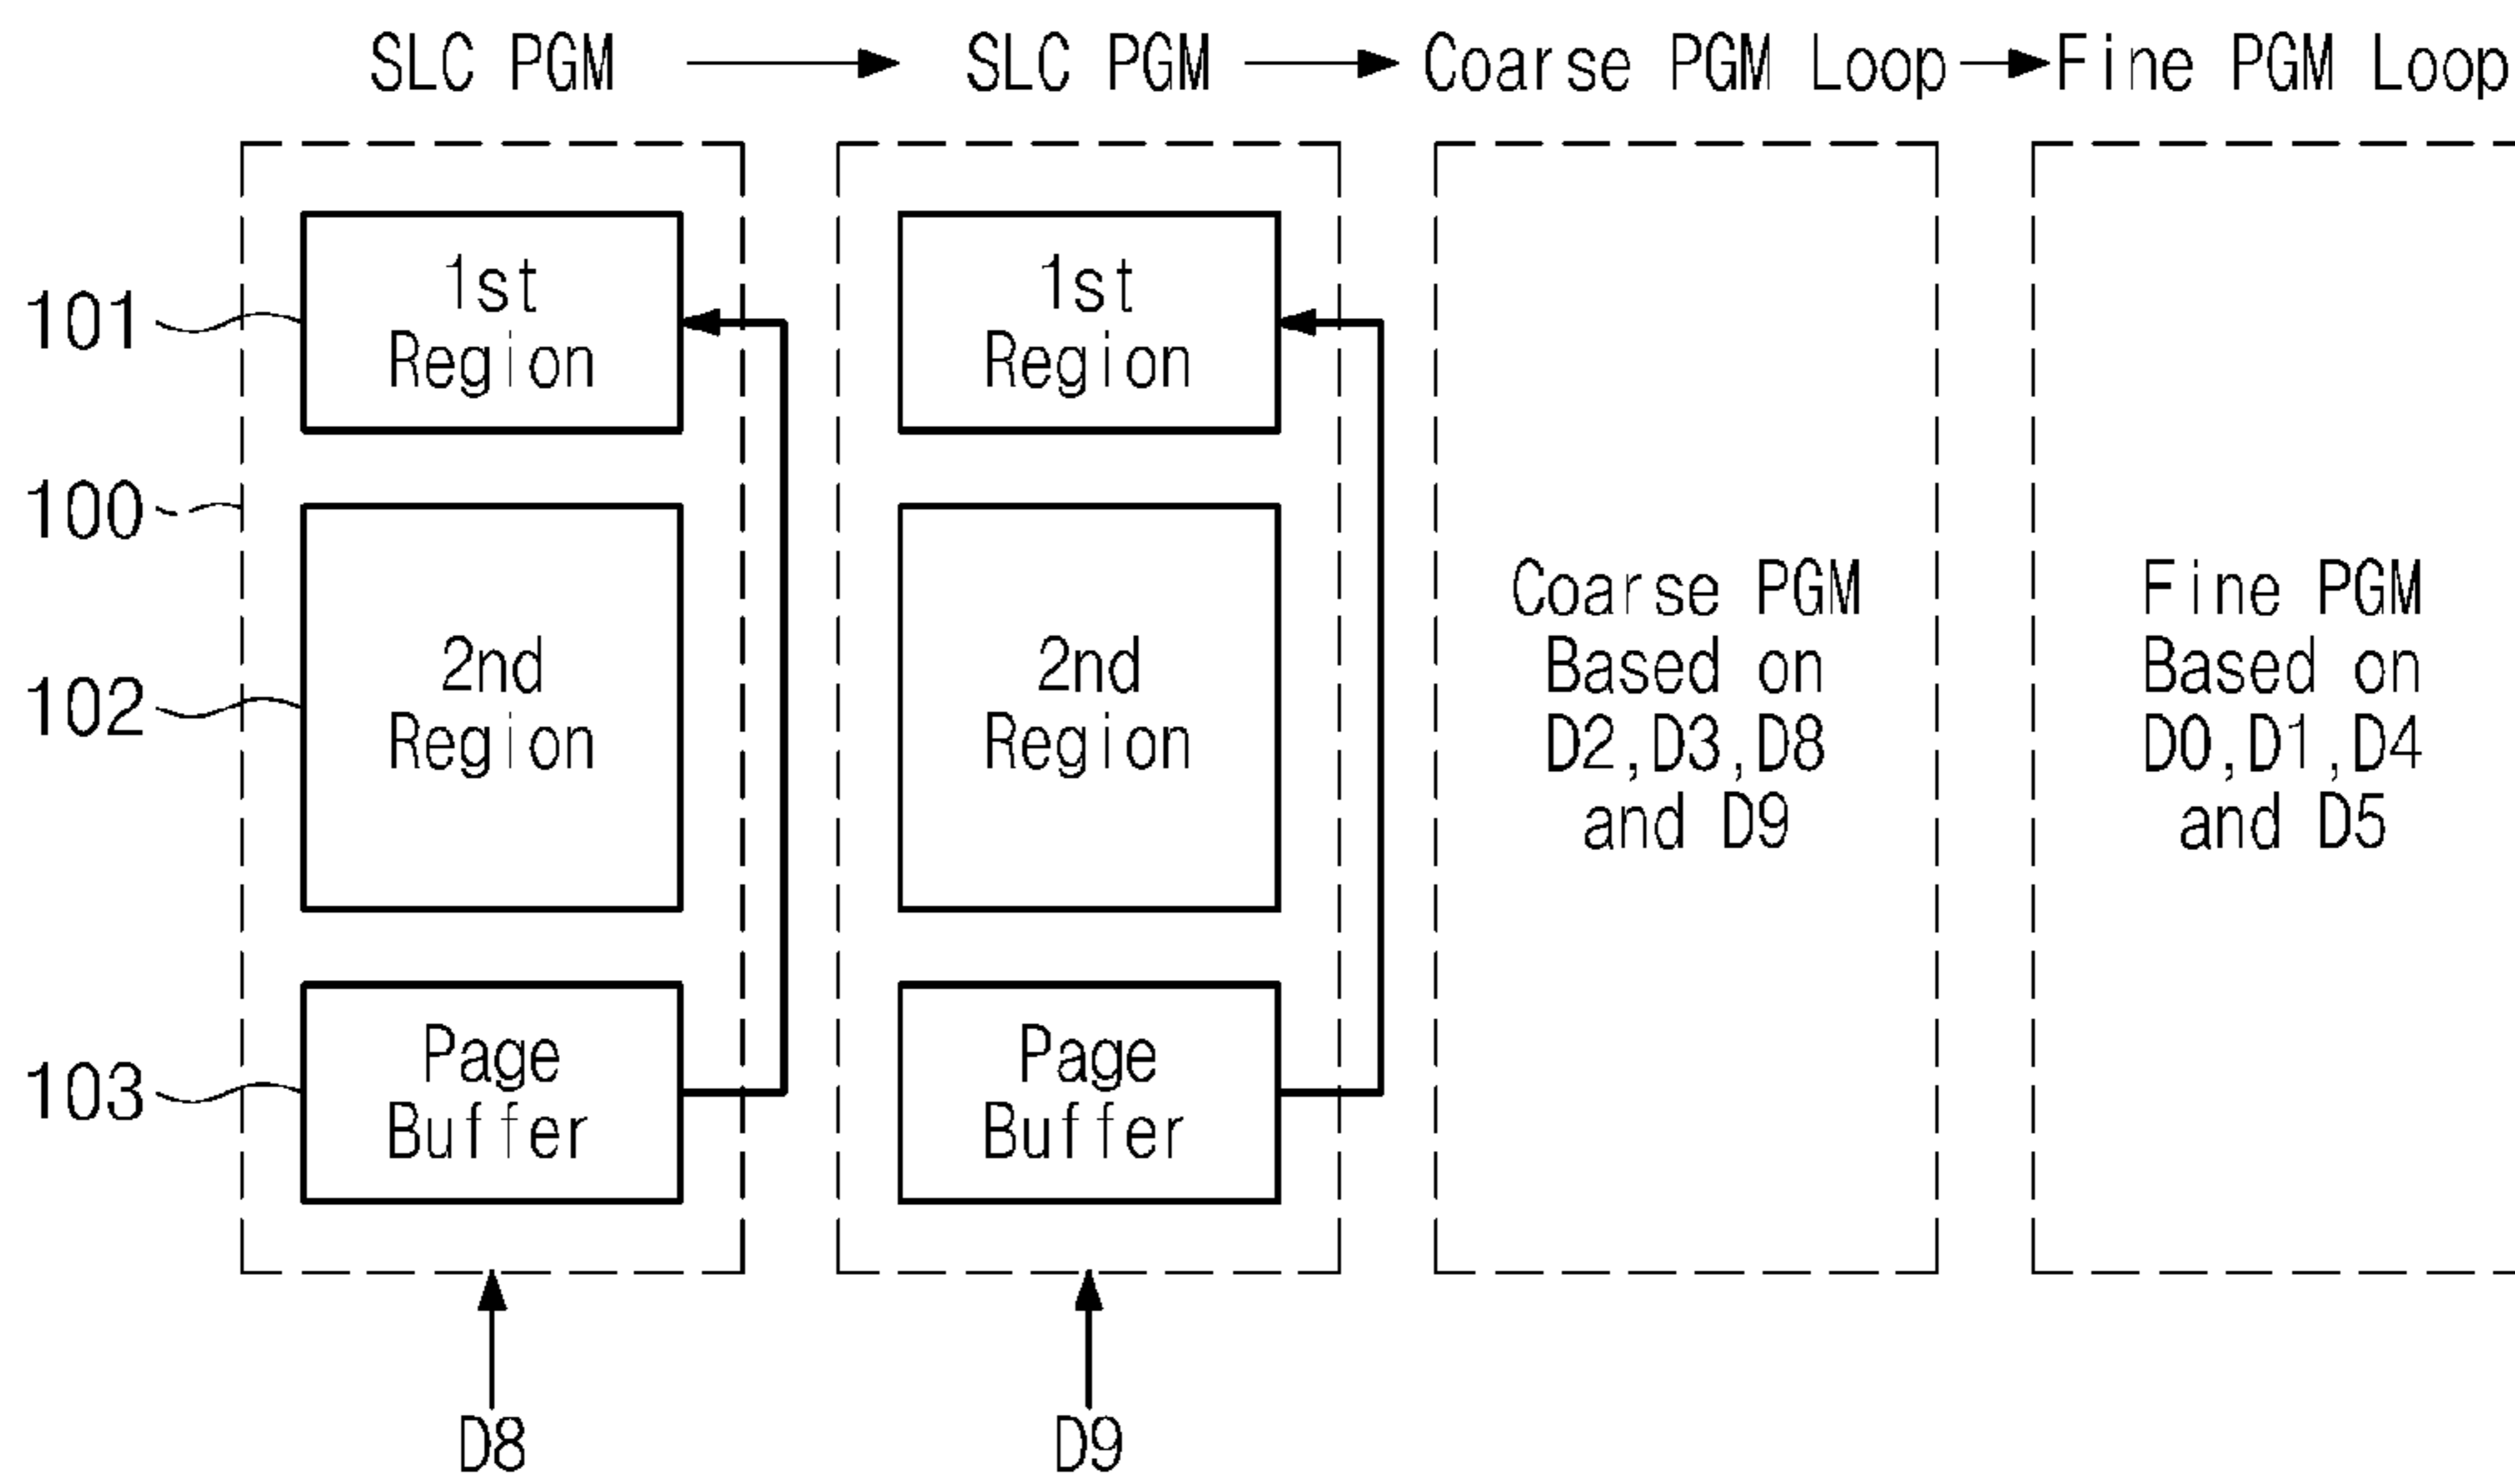 SLC PGM SLC PGM Coarse PGM Loop Fine PGM Loop
101
1st
Region
100
102
2nd
Region
103
Page
Buffer
D8
1st
Region
2nd
Region
Page
Buffer
D9
Coarse PGM
Based on
D2,D3,D8
and D9
Fine PGM
Based on
D0,D1,D4
and D5